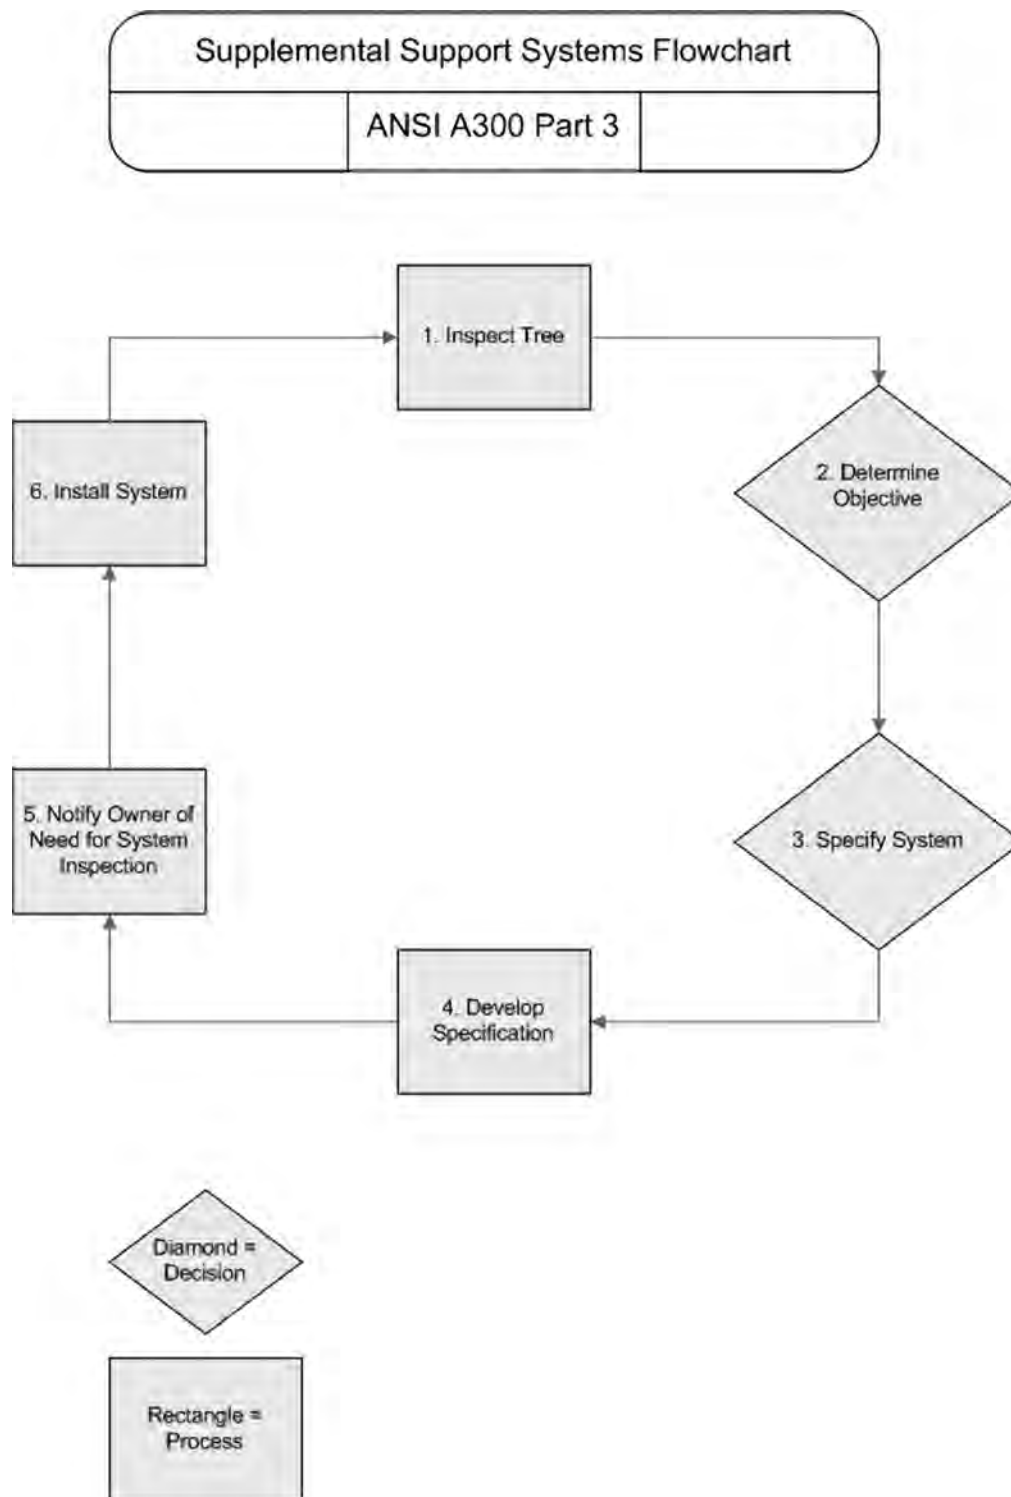 Supplemental Support Systems Flowchart
ANSI A300 Part 3
1. Inspect Tree
2. Determine
Objective
3. Specify System
4. Develop
Specification
5. Notify Owner of
Need for System
Inspection
6. Install System
Diamond =
Decision
Rectangle =
Process